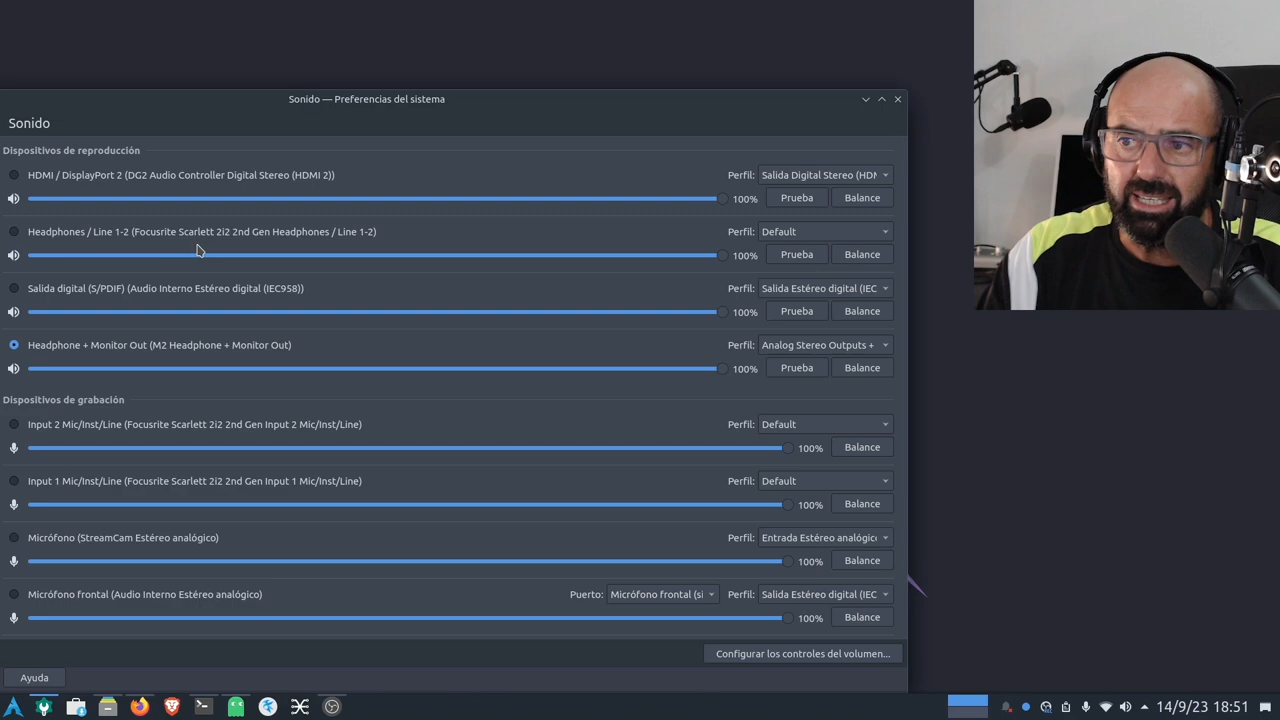 Sonido — Preferencias del sistema
Sonido
Dispositivos de reproducción
HDMI / DisplayPort 2 (DG2 Audio Controller Digital Stereo (HDMI 2)) Perfil: Salida Digital Stereo (HDM
100% Prueba Balance
Headphones / Line 1-2 (Focusrite Scarlett 2i2 2nd Gen Headphones / Line 1-2) Perfil: Default
100% Prueba Balance
Salida digital (S/PDIF) (Audio Interno Estéreo digital (IEC958)) Perfil: Salida Estéreo digital (IEC
100% Prueba Balance
Headphone + Monitor Out (M2 Headphone + Monitor Out) Perfil: Analog Stereo Outputs +
100% Prueba Balance
Dispositivos de grabación
Input 2 Mic/Inst/Line (Focusrite Scarlett 2i2 2nd Gen Input 2 Mic/Inst/Line) Perfil: Default
100% Balance
Input 1 Mic/Inst/Line (Focusrite Scarlett 2i2 2nd Gen Input 1 Mic/Inst/Line) Perfil: Default
100% Balance
Micrófono (StreamCam Estéreo analógico) Perfil: Entrada Estéreo analógic
100% Balance
Micrófono frontal (Audio Interno Estéreo analógico) Puerto: Micrófono frontal (si Perfil: Salida Estéreo digital (IEC
100% Balance
Configurar los controles del volumen...
Ayuda
14/9/23 18:51